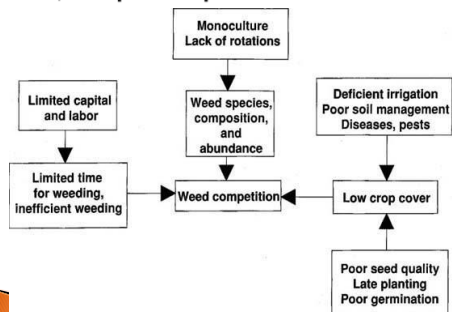 Monoculture
Lack of rotations
Limited capital
and labor
Weed species,
composition,
and
abundance
Deficient irrigation
Poor soil management
Diseases, pests
Limited time
for weeding,
inefficient weeding
Weed competition
Low crop cover
Poor seed quality
Late planting
Poor germination